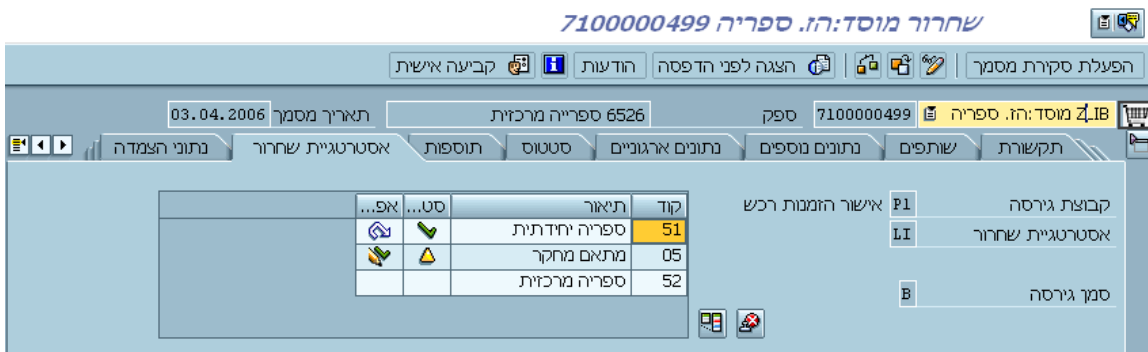 שחרור מוסד:הז. ספריה 7100000499
הפעלת סקירת מסמך הצגה לפני הדפסה הודעות קביעה אישית
Z_IB מוסד:הז. ספריה 7100000499 ספק 6526 ספרייה מרכזית תאריך מסמך 03.04.2006
תקשורת שותפים נתונים נוספים נתונים ארגוניים סטטוס תוספות אסטרטגיית שחרור נתוני הצמדה
קבוצת גירסה P1 אישור הזמנות רכש
אסטרטגיית שחרור LI
סמן גירסה B
קוד תיאור סט... אפ...
51 ספריה יחידתית
05 מתאם מחקר
52 ספריה מרכזית